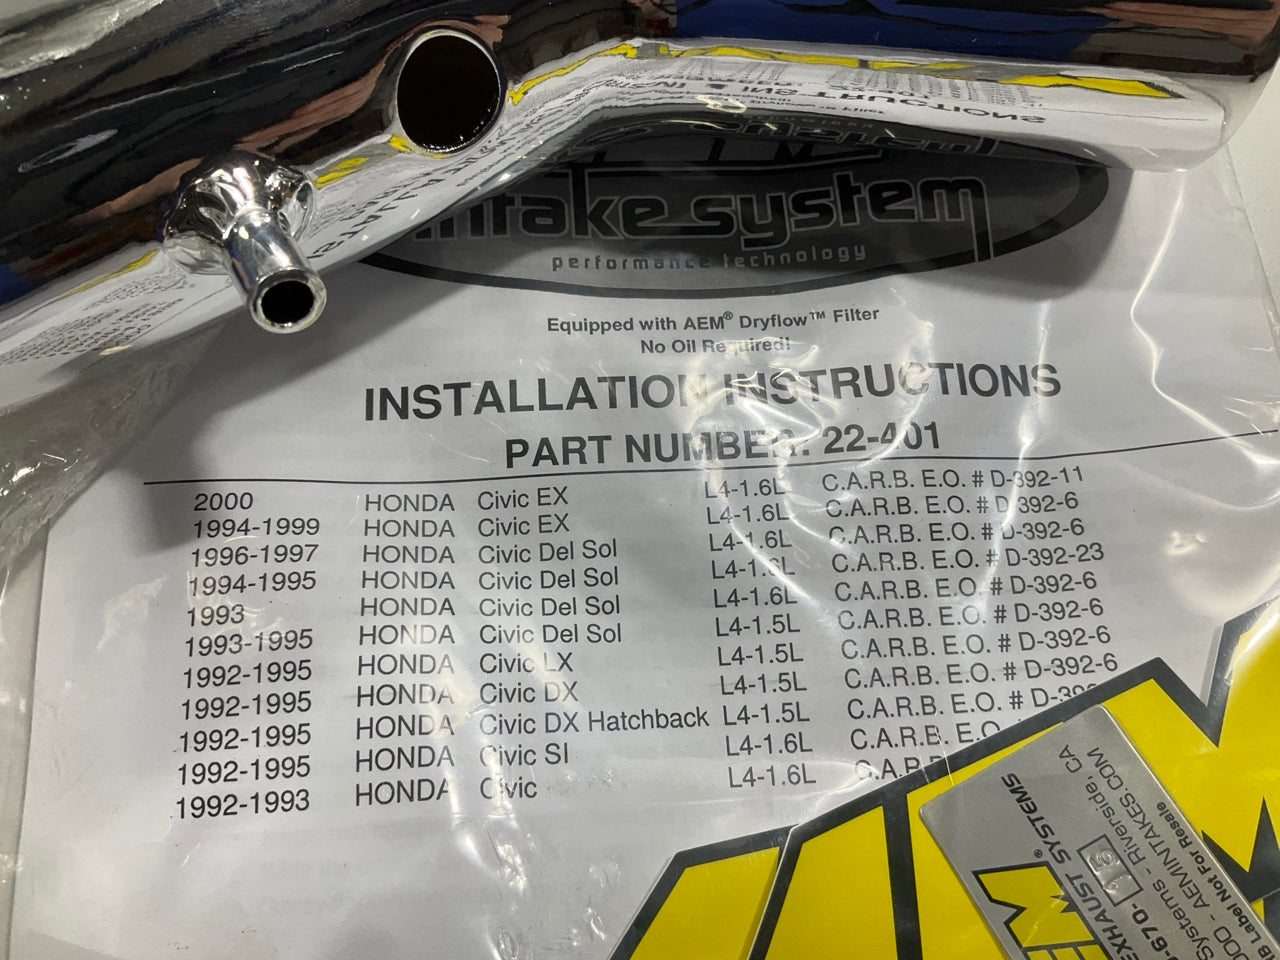 intake system
performance technology
Equipped with AEM® Dryflow™ Filter
No Oil Required!
INSTALLATION INSTRUCTIONS
PART NUMBER: 22-401
2000 HONDA Civic EX L4-1.6L C.A.R.B. E.O. # D-392-11
1994-1999 HONDA Civic EX L4-1.6L C.A.R.B. E.O. # D-392-6
1996-1997 HONDA Civic Del Sol L4-1.6L C.A.R.B. E.O. # D-392-6
1994-1995 HONDA Civic Del Sol L4-1.6L C.A.R.B. E.O. # D-392-23
1993 HONDA Civic Del Sol L4-1.6L C.A.R.B. E.O. # D-392-6
1993-1995 HONDA Civic Del Sol L4-1.5L C.A.R.B. E.O. # D-392-6
1992-1995 HONDA Civic LX L4-1.5L C.A.R.B. E.O. # D-392-6
1992-1995 HONDA Civic DX L4-1.5L C.A.R.B. E.O. # D-392-6
1992-1995 HONDA Civic DX Hatchback L4-1.5L C.A.R.B. E.O. # D-39
1992-1995 HONDA Civic SI L4-1.6L C.A.R.B. E.O.
1992-1993 HONDA Civic L4-1.6L C.A.R
EXHAUST SYSTEMS
-670-
Systems - Riverside, CA
- AEMINTAKES.COM
Label Not For Resale